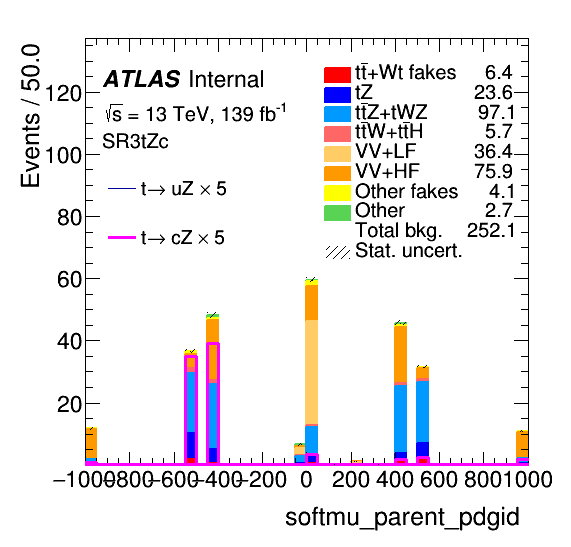 ATLAS Internal
√s = 13 TeV, 139 fb⁻¹
SR3tZc
t→ uZ × 5
t→ cZ × 5
tt̄+Wt fakes 6.4
tZ 23.6
tt̄Z+tWZ 97.1
tt̄W+tt̄H 5.7
VV+LF 36.4
VV+HF 75.9
Other fakes 4.1
Other 2.7
Total bkg. 252.1
Stat. uncert.
Events / 50.0
120
100
80
60
40
20
−1000 −800 −600 −400 −200 0 200 400 600 800 1000
softmu_parent_pdgid